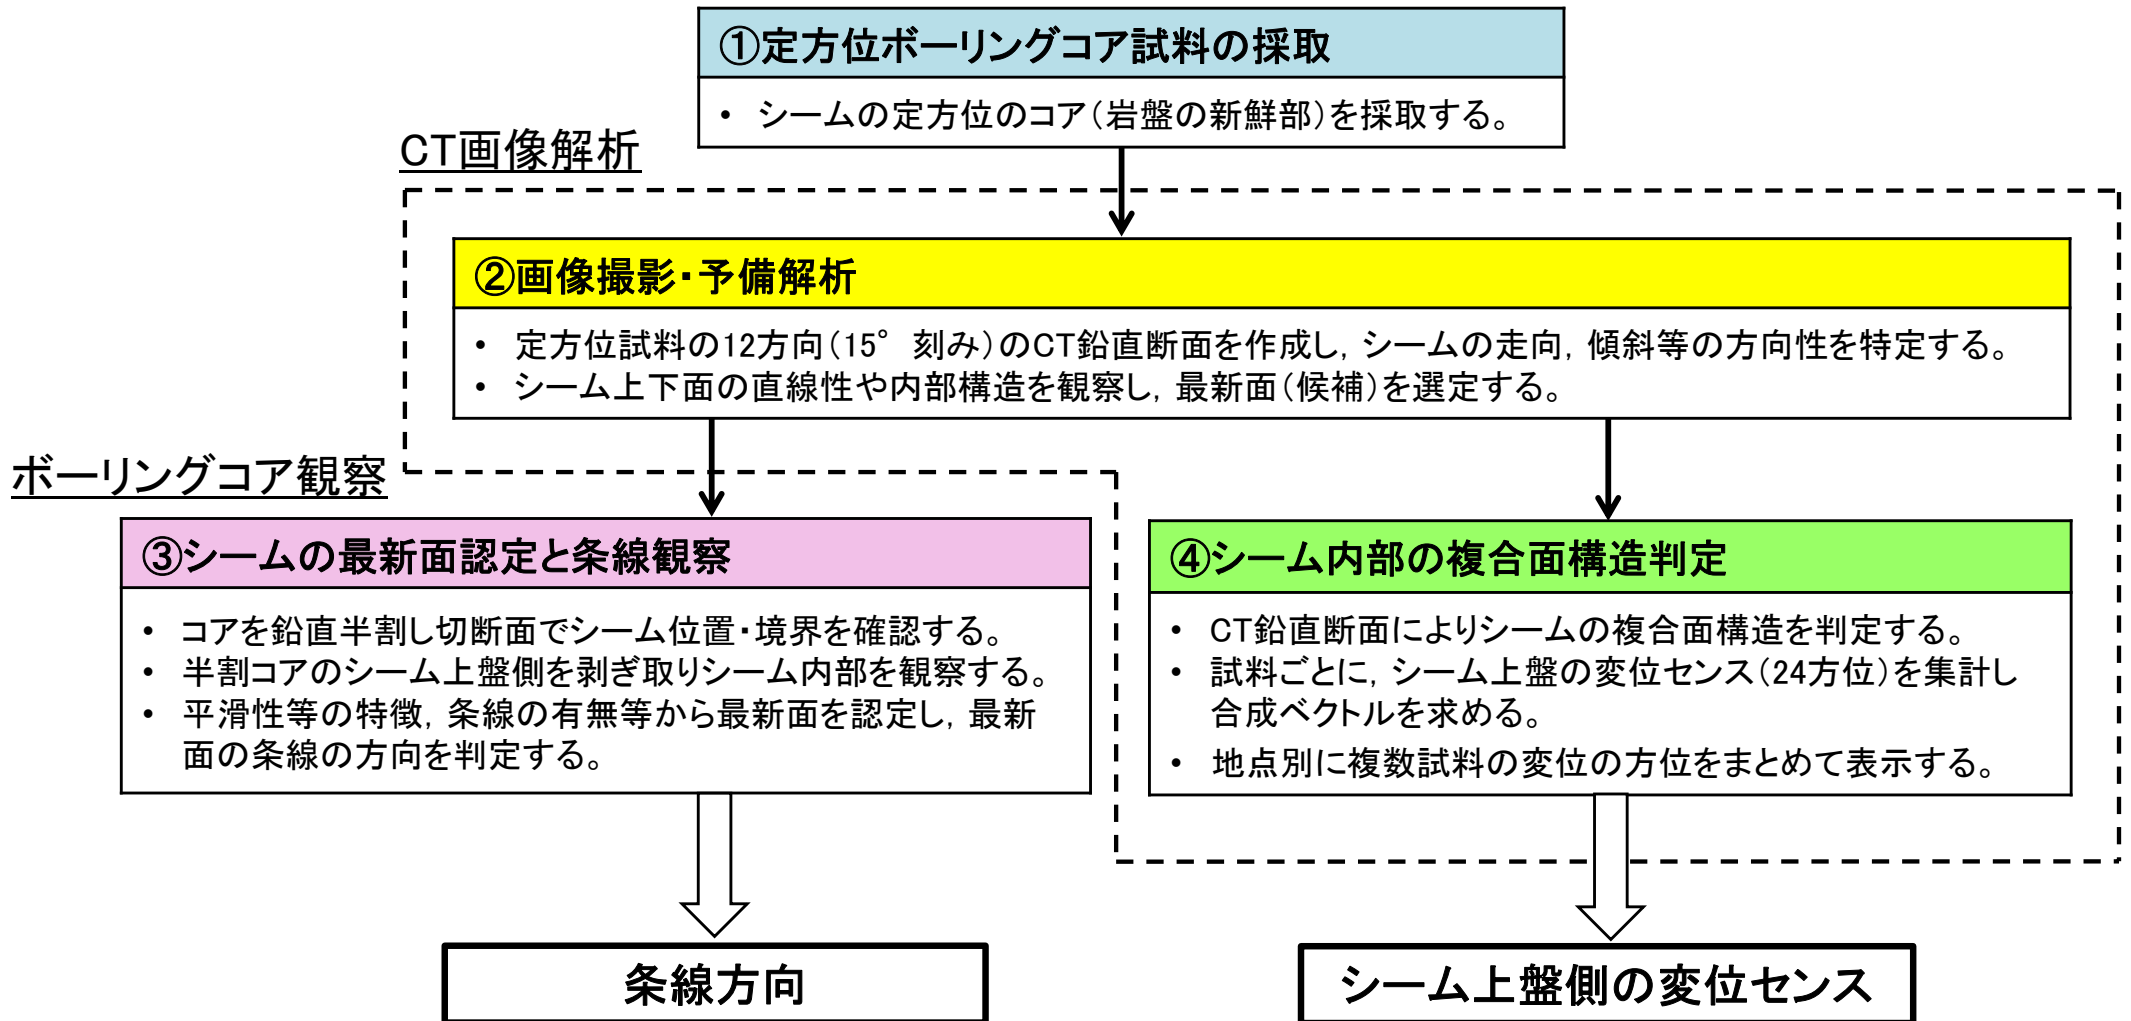 ①定方位ボーリングコア試料の採取
• シームの定方位のコア（岩盤の新鮮部）を採取する。
CT画像解析
②画像撮影・予備解析
• 定方位試料の12方向（15° 刻み）のCT鉛直断面を作成し，シームの走向，傾斜等の方向性を特定する。
• シーム上下面の直線性や内部構造を観察し，最新面（候補）を選定する。
ボーリングコア観察
③シームの最新面認定と条線観察
• コアを鉛直半割し切断面でシーム位置・境界を確認する。
• 半割コアのシーム上盤側を剥ぎ取りシーム内部を観察する。
• 平滑性等の特徴，条線の有無等から最新面を認定し，最新
面の条線の方向を判定する。
④シーム内部の複合面構造判定
• CT鉛直断面によりシームの複合面構造を判定する。
• 試料ごとに，シーム上盤の変位センス（24方位）を集計し
合成ベクトルを求める。
• 地点別に複数試料の変位の方位をまとめて表示する。
条線方向
シーム上盤側の変位センス